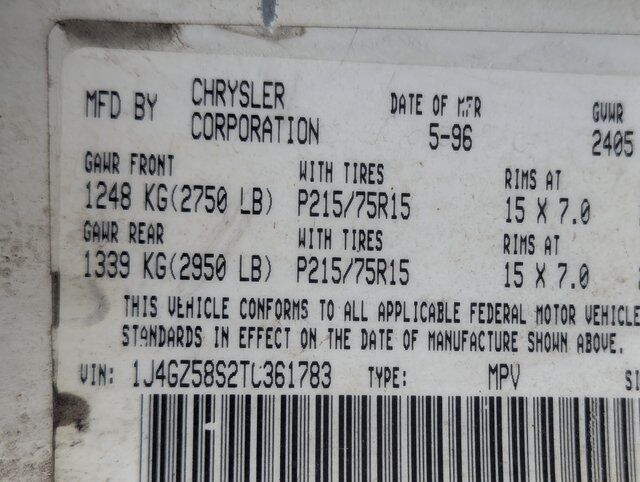 MFD BY CHRYSLER CORPORATION DATE OF MFR 5-96 GVWR 2405
GAWR FRONT WITH TIRES RIMS AT
1248 KG(2750 LB) P215/75R15 15 X 7.0
GAWR REAR WITH TIRES RIMS AT
1339 KG(2950 LB) P215/75R15 15 X 7.0
THIS VEHICLE CONFORMS TO ALL APPLICABLE FEDERAL MOTOR VEHICLE
STANDARDS IN EFFECT ON THE DATE OF MANUFACTURE SHOWN ABOVE.
VIN: 1J4GZ58S2TC361783 TYPE: MPV